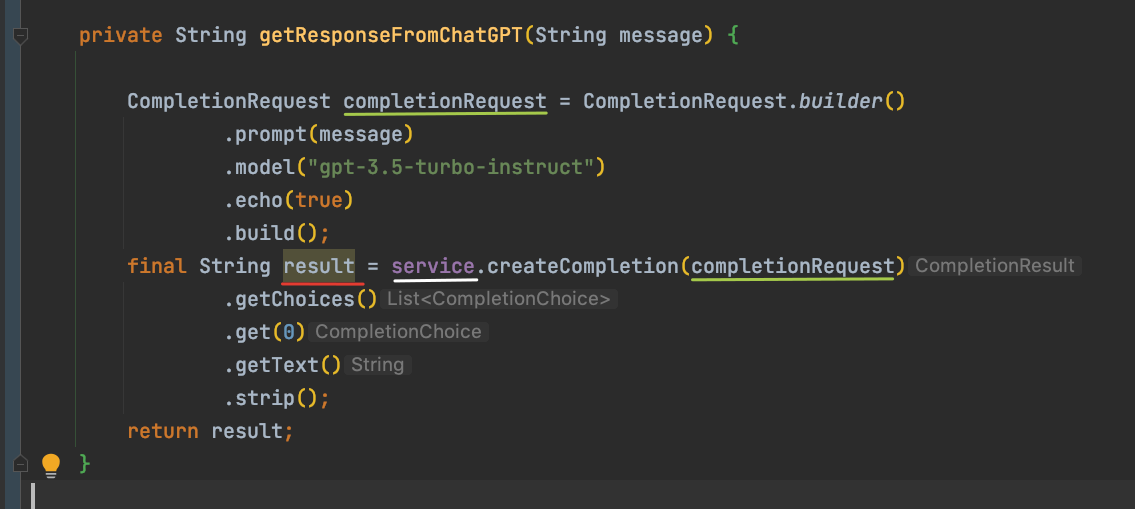 private String getResponseFromChatGPT(String message) {
CompletionRequest completionRequest = CompletionRequest.builder()
.prompt(message)
.model("gpt-3.5-turbo-instruct")
.echo(true)
.build();
final String result = service.createCompletion(completionRequest) CompletionResult
.getChoices() List<CompletionChoice>
.get(0) CompletionChoice
.getText() String
.strip();
return result;
}